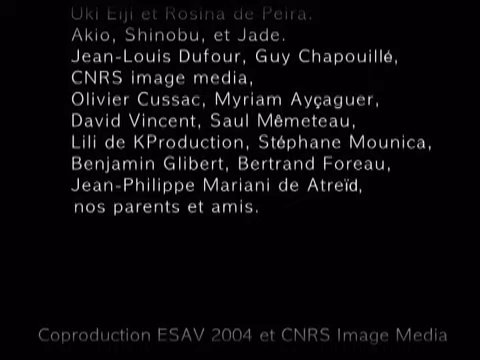 Uki Eiji et Rosina de Peira.
Akio, Shinobu, et Jade.
Jean-Louis Dufour, Guy Chapouillé,
CNRS image media,
Olivier Cussac, Myriam Ayçaguer,
David Vincent, Saul Mêmeteau,
Lili de KProduction, Stéphane Mounica,
Benjamin Glibert, Bertrand Foreau,
Jean-Philippe Mariani de Atreïd,
nos parents et amis.
Coproduction ESAV 2004 et CNRS Image Media